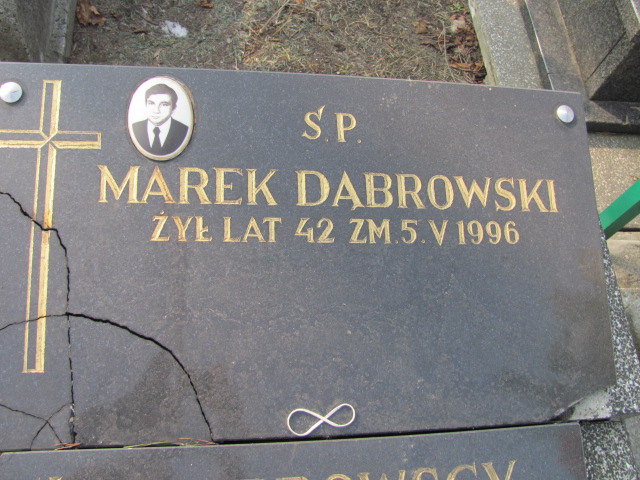 Ś.P.
MAREK DĄBROWSKI
ŻYŁ LAT 42 ZM.5.V 1996